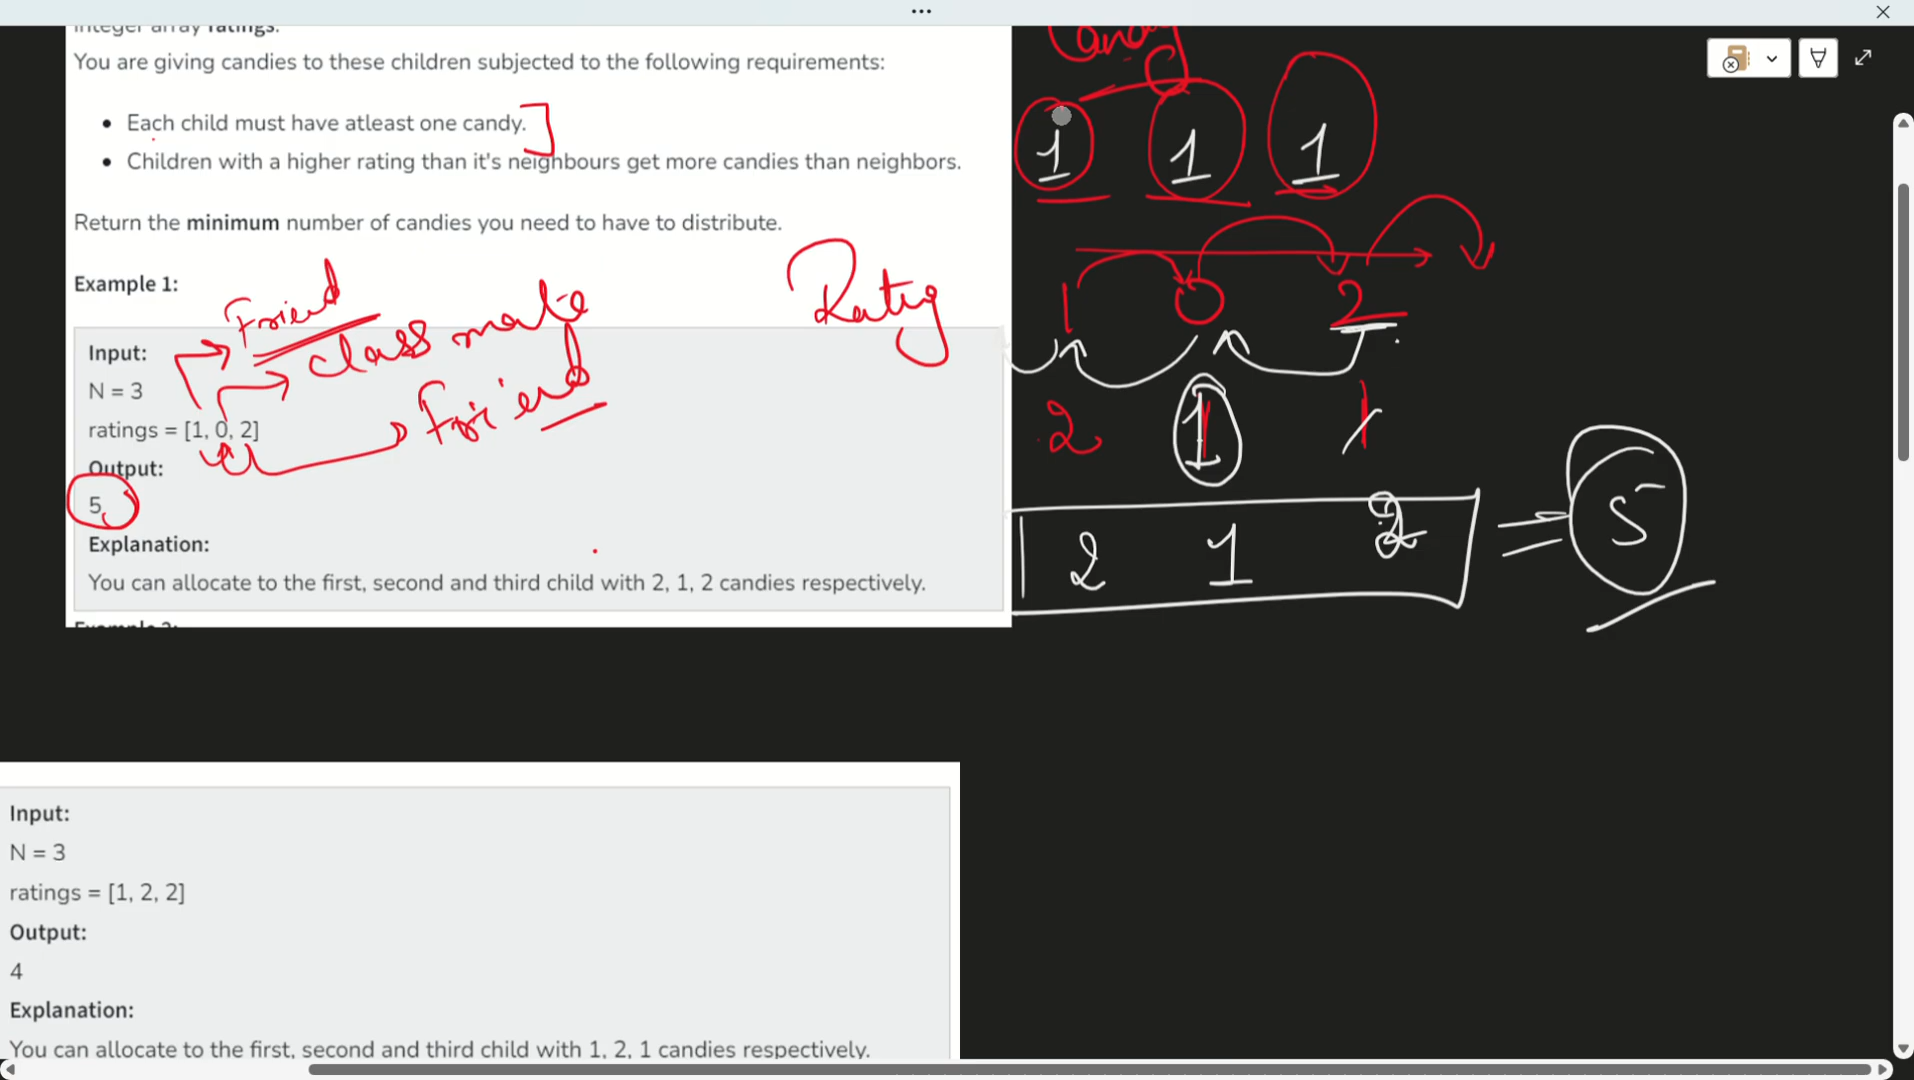 integer array ratings.
You are giving candies to these children subjected to the following requirements:
• Each child must have atleast one candy.
• Children with a higher rating than it's neighbours get more candies than neighbors.
Return the minimum number of candies you need to have to distribute.
Example 1:
Friend
class mate
Friend
Input:
N = 3
ratings = [1, 0, 2]
Output:
5
Explanation:
You can allocate to the first, second and third child with 2, 1, 2 candies respectively.
Example 2:
Candy
1 1 1
1 0 2
2 1 1
2 1 2 = 5
Input:
N = 3
ratings = [1, 2, 2]
Output:
4
Explanation:
You can allocate to the first, second and third child with 1, 2, 1 candies respectively.